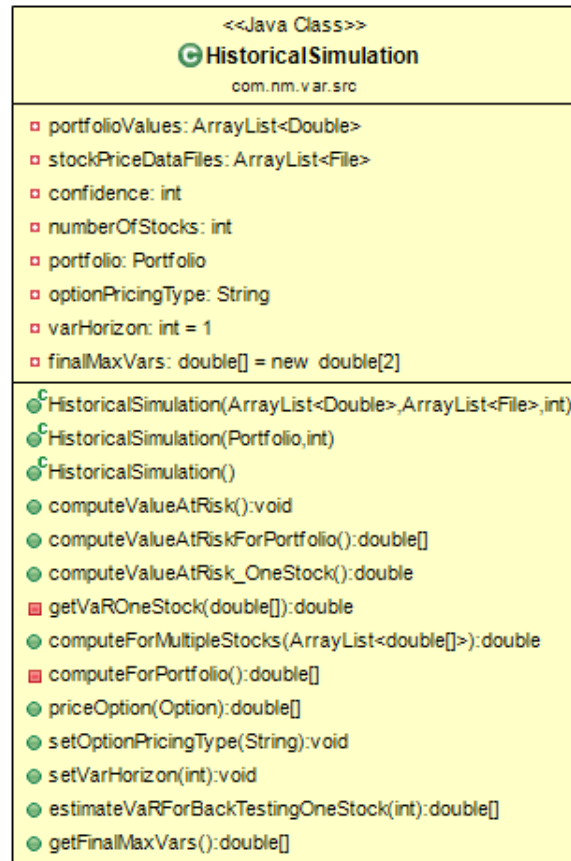 <<Java Class>>
HistoricalSimulation
com.nm.var.src
portfolioValues: ArrayList<Double>
stockPriceDataFiles: ArrayList<File>
confidence: int
numberOfStocks: int
portfolio: Portfolio
optionPricingType: String
varHorizon: int = 1
finalMaxVars: double[] = new double[2]
HistoricalSimulation(ArrayList<Double>,ArrayList<File>,int)
HistoricalSimulation(Portfolio,int)
HistoricalSimulation()
computeValueAtRisk():void
computeValueAtRiskForPortfolio():double[]
computeValueAtRisk_OneStock():double
getVaROneStock(double[]):double
computeForMultipleStocks(ArrayList<double[]>):double
computeForPortfolio():double[]
priceOption(Option):double[]
setOptionPricingType(String):void
setVarHorizon(int):void
estimateVaRForBackTestingOneStock(int):double[]
getFinalMaxVars():double[]